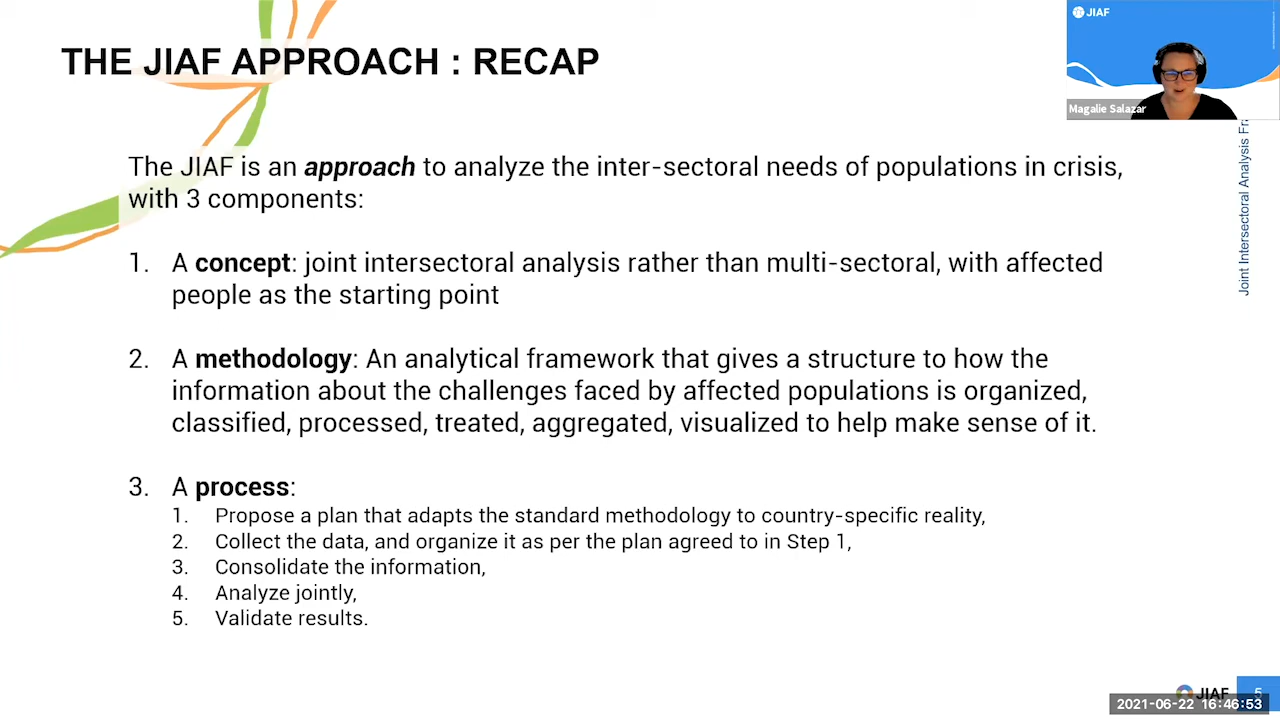 THE JIAF APPROACH : RECAP
JIAF
Magalie Salazar
Joint Intersectoral Analysis Fra
The JIAF is an approach to analyze the inter-sectoral needs of populations in crisis,
with 3 components:
1. A concept: joint intersectoral analysis rather than multi-sectoral, with affected
people as the starting point
2. A methodology: An analytical framework that gives a structure to how the
information about the challenges faced by affected populations is organized,
classified, processed, treated, aggregated, visualized to help make sense of it.
3. A process:
1. Propose a plan that adapts the standard methodology to country-specific reality,
2. Collect the data, and organize it as per the plan agreed to in Step 1,
3. Consolidate the information,
4. Analyze jointly,
5. Validate results.
JIAF
5
2021-06-22 16:46:53